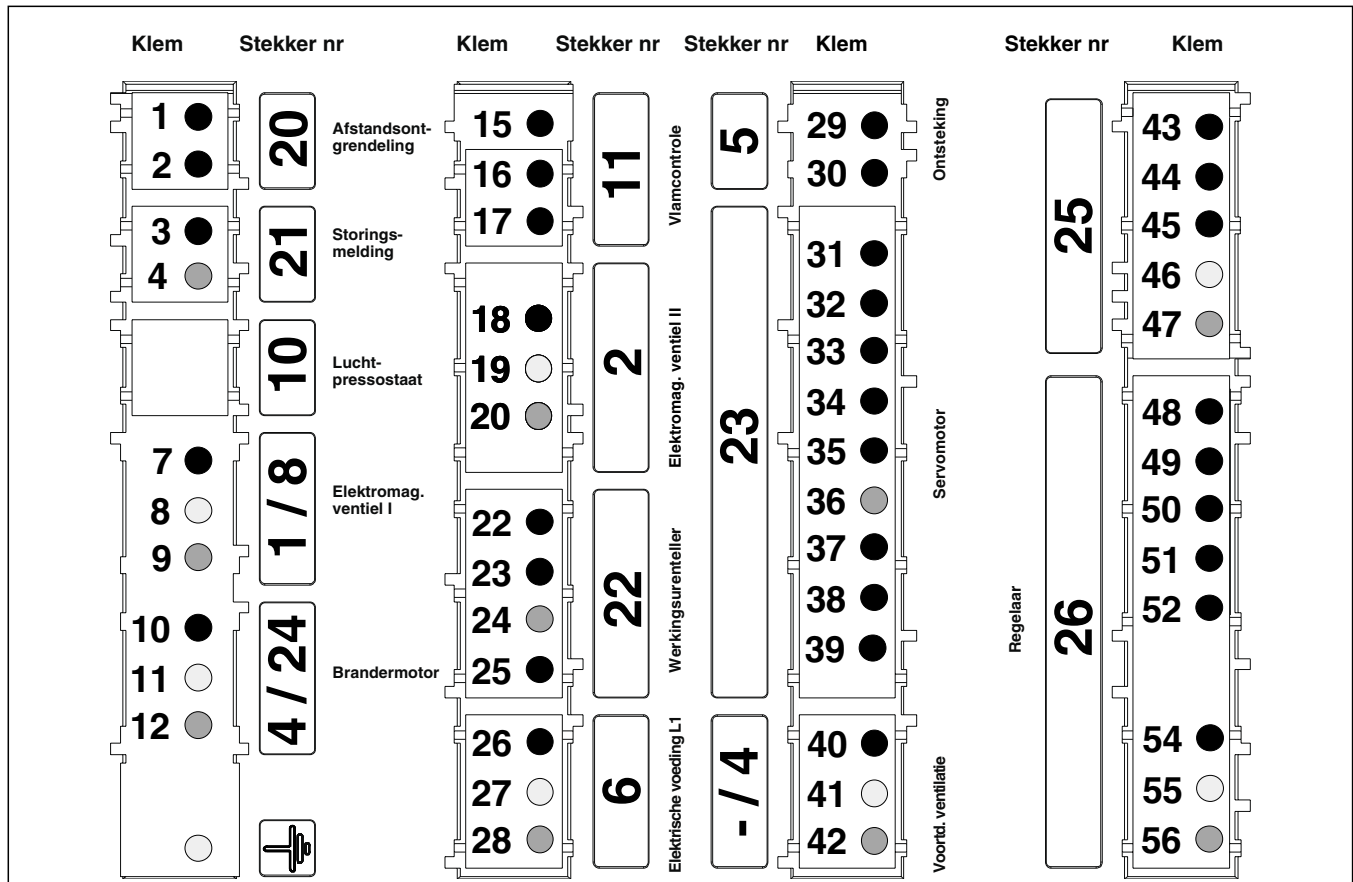 Klem Stekker nr Klem Stekker nr Stekker nr Klem Stekker nr Klem
1
2
20
Afstandsont-
grendeling
3
4
21
Storings-
melding
10
Lucht-
pressostaat
7
8
9
1 / 8
Elektromag.
ventiel I
10
11
12
4 / 24
Brandermotor
15
16
17
11
Vlamcontrole
18
19
20
2
Elektromag. ventiel II
22
23
24
25
22
Werkingsurenteller
26
27
28
6
Elektrische voeding L1
5
29
30
Ontsteking
23
31
32
33
34
35
36
37
38
39
Servomotor
- / 4
40
41
42
Voortd. ventilatie
25
43
44
45
46
47
Regelaar
26
48
49
50
51
52
54
55
56